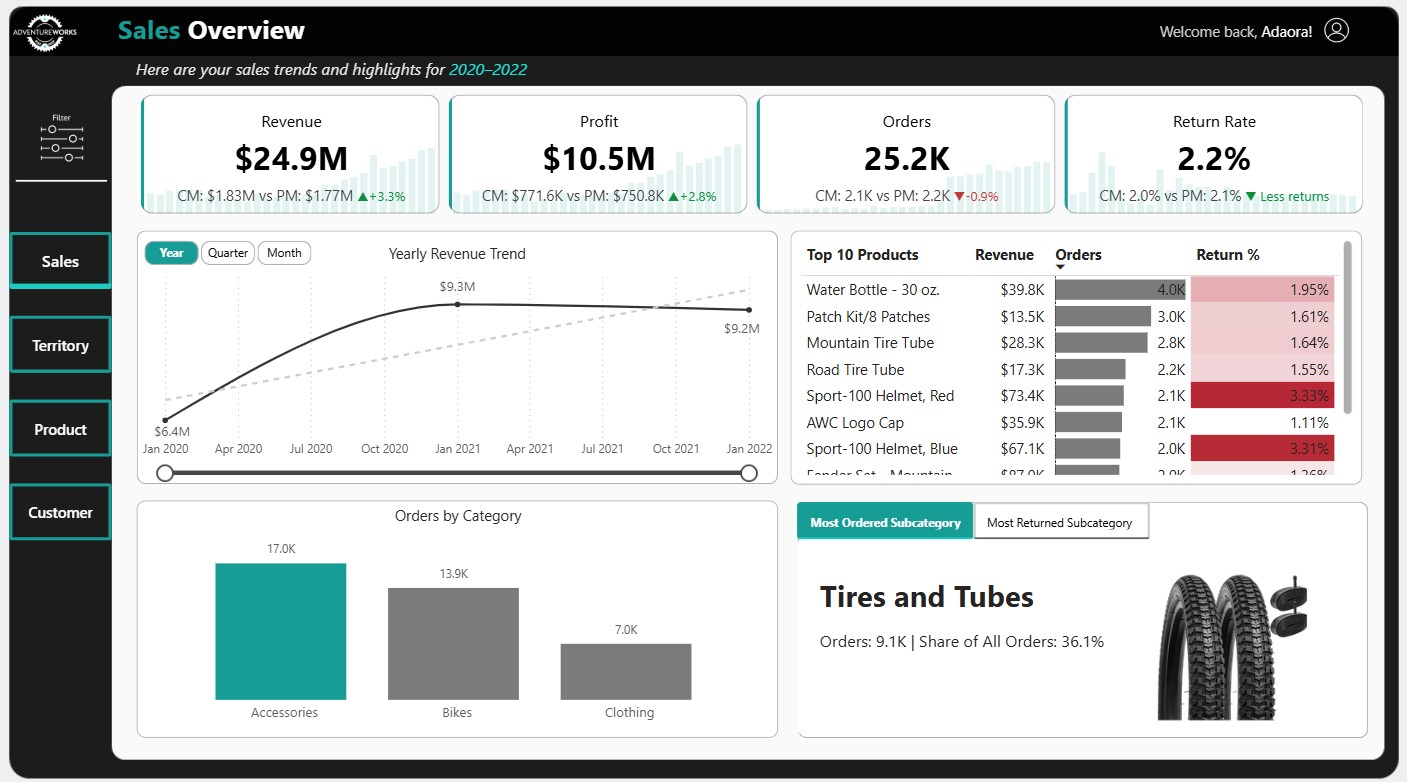 ADVENTUREWORKS
Sales Overview
Welcome back, Adaora!
Here are your sales trends and highlights for 2020–2022
Filter
Sales
Territory
Product
Customer
Revenue
$24.9M
CM: $1.83M vs PM: $1.77M ▲+3.3%
Profit
$10.5M
CM: $771.6K vs PM: $750.8K ▲+2.8%
Orders
25.2K
CM: 2.1K vs PM: 2.2K ▼-0.9%
Return Rate
2.2%
CM: 2.0% vs PM: 2.1% ▼ Less returns
Year Quarter Month
Yearly Revenue Trend
$9.3M
$9.2M
$6.4M
Jan 2020 Apr 2020 Jul 2020 Oct 2020 Jan 2021 Apr 2021 Jul 2021 Oct 2021 Jan 2022
Top 10 Products Revenue Orders Return %
Water Bottle - 30 oz. $39.8K 4.0K 1.95%
Patch Kit/8 Patches $13.5K 3.0K 1.61%
Mountain Tire Tube $28.3K 2.8K 1.64%
Road Tire Tube $17.3K 2.2K 1.55%
Sport-100 Helmet, Red $73.4K 2.1K 3.33%
AWC Logo Cap $35.9K 2.1K 1.11%
Sport-100 Helmet, Blue $67.1K 2.0K 3.31%
Fender Set - Mountain $87.0K 2.0K 1.36%
Orders by Category
17.0K
13.9K
7.0K
Accessories Bikes Clothing
Most Ordered Subcategory Most Returned Subcategory
Tires and Tubes
Orders: 9.1K | Share of All Orders: 36.1%